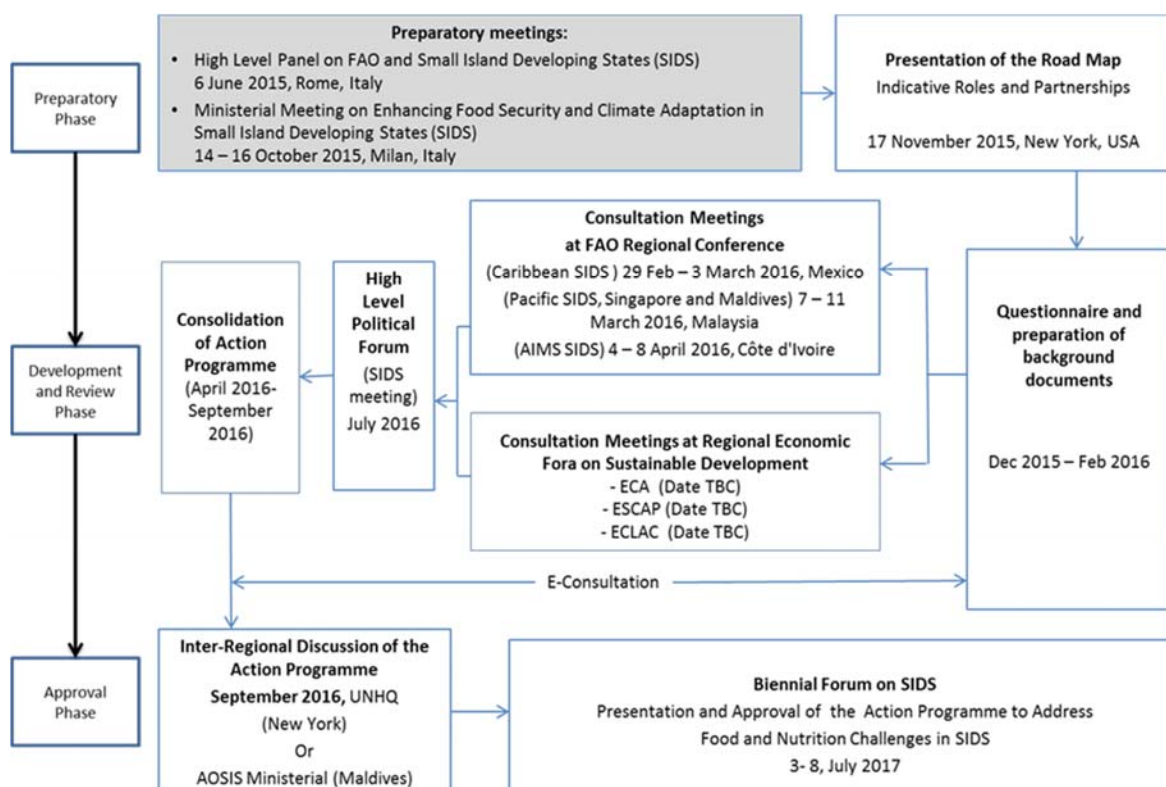 Preparatory
Phase
Preparatory meetings:
• High Level Panel on FAO and Small Island Developing States (SIDS)
6 June 2015, Rome, Italy
• Ministerial Meeting on Enhancing Food Security and Climate Adaptation in
Small Island Developing States (SIDS)
14 – 16 October 2015, Milan, Italy
Presentation of the Road Map
Indicative Roles and Partnerships
17 November 2015, New York, USA
Development
and Review
Phase
Consolidation
of Action
Programme
(April 2016-
September
2016)
High
Level
Political
Forum
(SIDS
meeting)
July 2016
Consultation Meetings
at FAO Regional Conference
(Caribbean SIDS ) 29 Feb – 3 March 2016, Mexico
(Pacific SIDS, Singapore and Maldives) 7 – 11
March 2016, Malaysia
(AIMS SIDS) 4 – 8 April 2016, Côte d'Ivoire
Consultation Meetings at Regional Economic
Fora on Sustainable Development
- ECA (Date TBC)
- ESCAP (Date TBC)
- ECLAC (Date TBC)
Questionnaire and
preparation of
background
documents
Dec 2015 – Feb 2016
E-Consultation
Approval
Phase
Inter-Regional Discussion of the
Action Programme
September 2016, UNHQ
(New York)
Or
AOSIS Ministerial (Maldives)
Biennial Forum on SIDS
Presentation and Approval of the Action Programme to Address
Food and Nutrition Challenges in SIDS
3- 8, July 2017